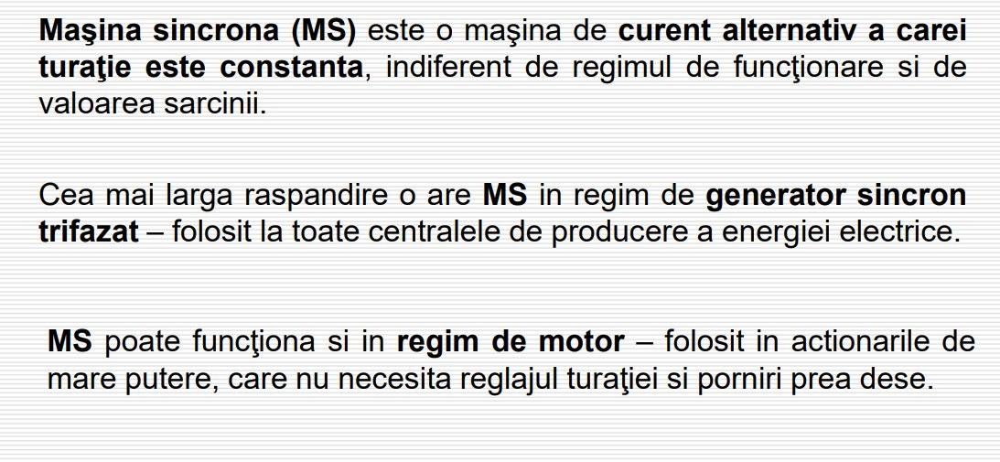 Maşina sincrona (MS) este o maşina de curent alternativ a carei
turaţie este constanta, indiferent de regimul de funcţionare si de
valoarea sarcinii.
Cea mai larga raspandire o are MS in regim de generator sincron
trifazat – folosit la toate centralele de producere a energiei electrice.
MS poate funcţiona si in regim de motor – folosit in actionarile de
mare putere, care nu necesita reglajul turaţiei si porniri prea dese.